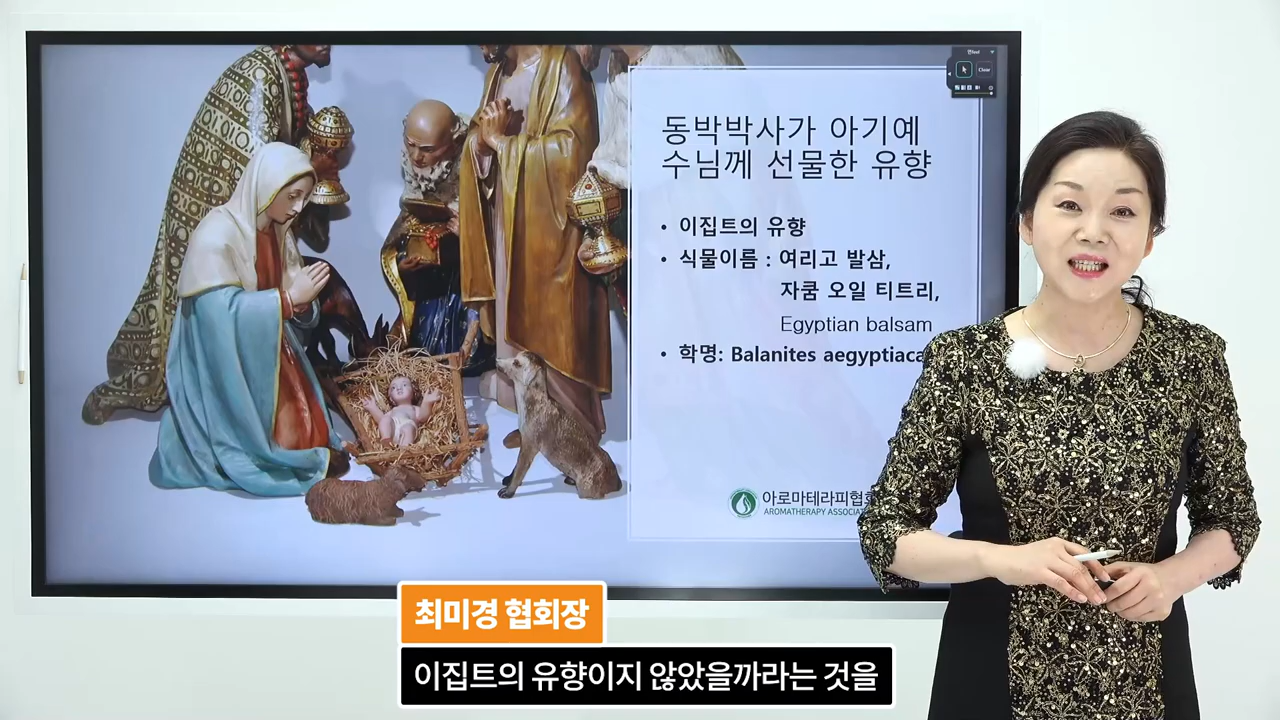 동박박사가 아기예
수님께 선물한 유향
• 이집트의 유향
• 식물이름 : 여리고 발삼,
자쿰 오일 티트리,
Egyptian balsam
• 학명: Balanites aegyptiaca
아로마테라피협회
AROMATHERAPY ASSOCIAT
Clear
최미경 협회장
이집트의 유향이지 않았을까라는 것을